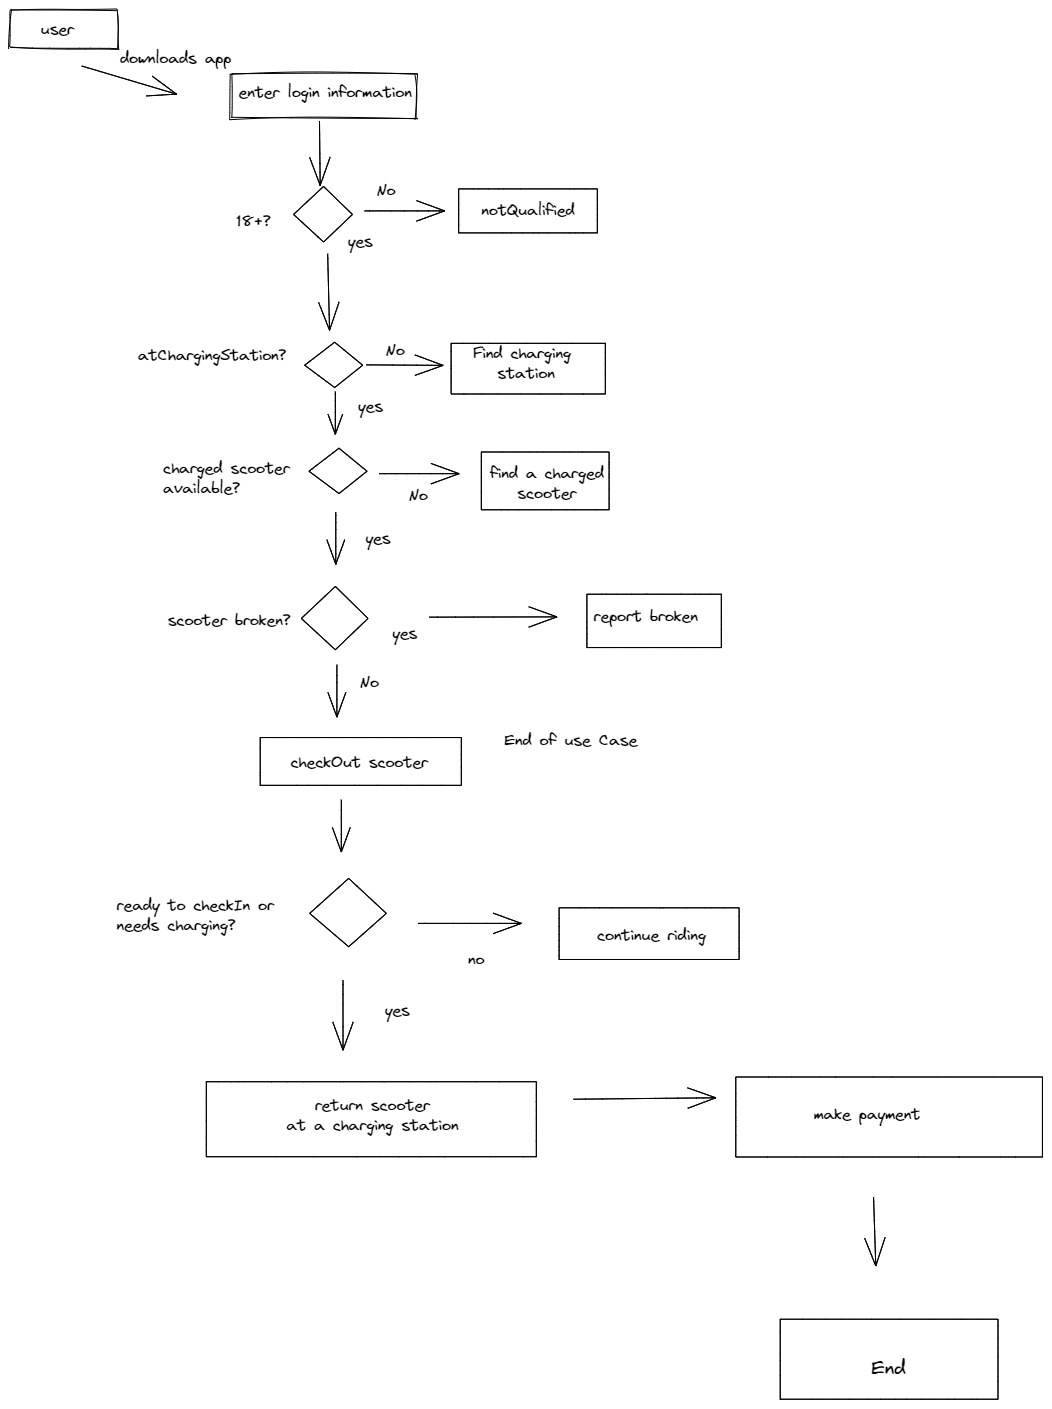 user
downloads app
enter login information
No
18+?
notQualified
yes
atChargingStation?
No
Find charging
station
yes
charged scooter
available?
No
find a charged
scooter
yes
scooter broken?
yes
report broken
No
End of use Case
checkOut scooter
ready to checkIn or
needs charging?
no
continue riding
yes
return scooter
at a charging station
make payment
End